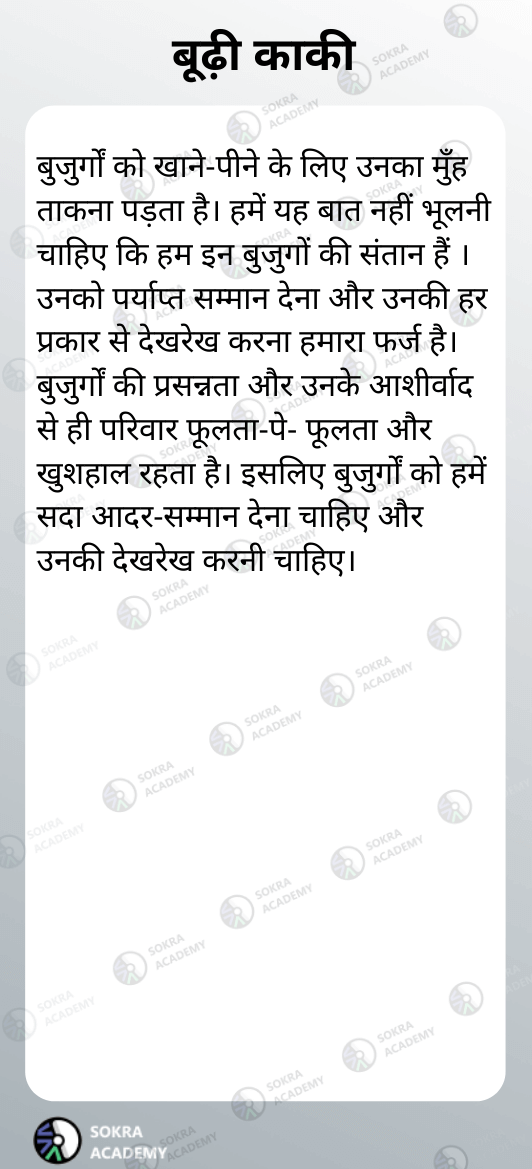 बूढ़ी काकी
बुजुर्गों को खाने-पीने के लिए उनका मुँह
ताकना पड़ता है। हमें यह बात नहीं भूलनी
चाहिए कि हम इन बुजुगों की संतान हैं ।
उनको पर्याप्त सम्मान देना और उनकी हर
प्रकार से देखरेख करना हमारा फर्ज है।
बुजुर्गों की प्रसन्नता और उनके आशीर्वाद
से ही परिवार फूलता-पे- फूलता और
खुशहाल रहता है। इसलिए बुजुर्गों को हमें
सदा आदर-सम्मान देना चाहिए और
उनकी देखरेख करनी चाहिए।
SOKRA
ACADEMY